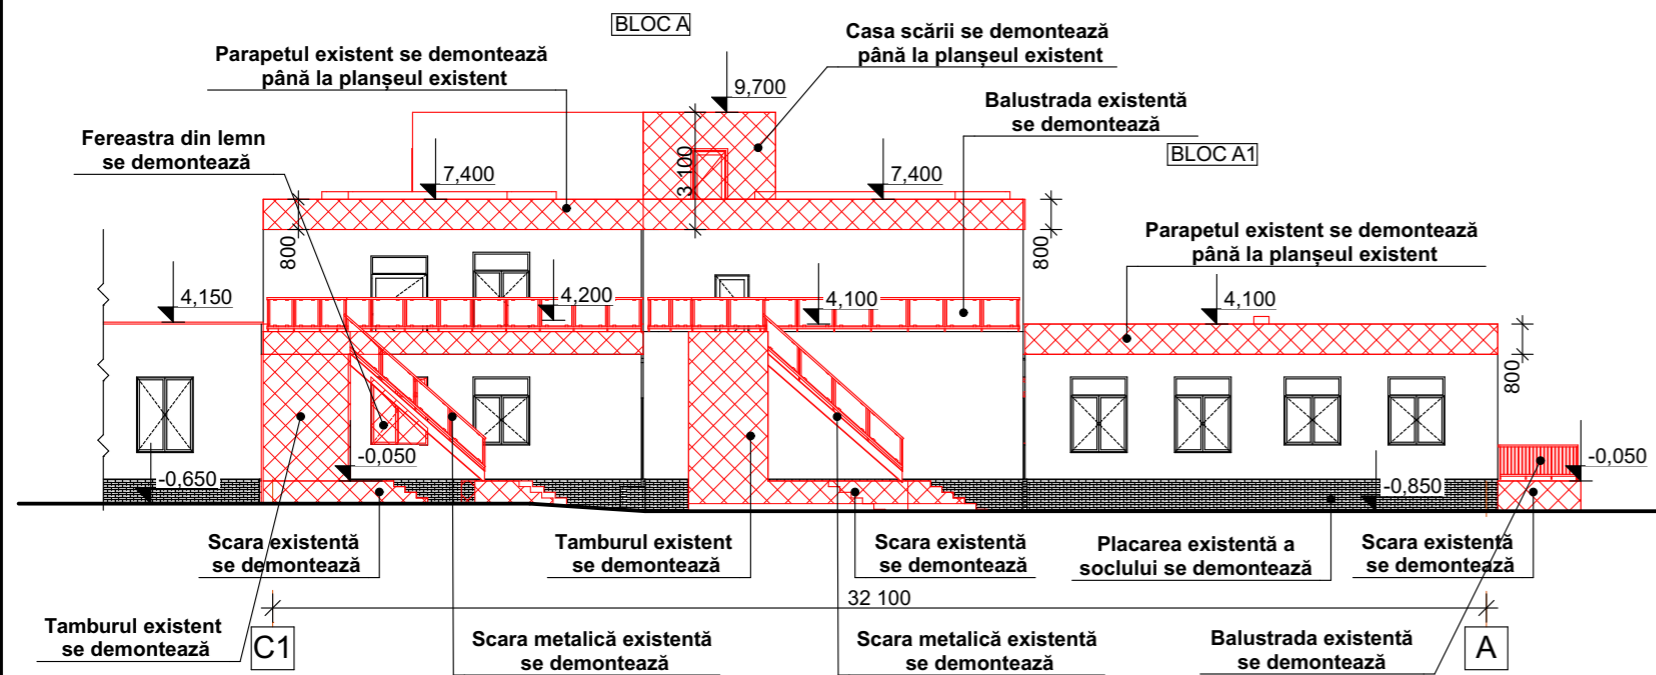 BLOC A
Casa scării se demontează
până la planșeul existent
Parapetul existent se demontează
până la planșeul existent
9,700
Balustrada existentă
se demontează
Fereastra din lemn
se demontează
BLOC A1
3 100
7,400
7,400
Parapetul existent se demontează
până la planșeul existent
800
800
4,150
4,200
4,100
4,100
800
-0,050
-0,050
-0,650
-0,850
Scara existentă
se demontează
Tamburul existent
se demontează
Scara existentă
se demontează
Placarea existentă a
soclului se demontează
Scara existentă
se demontează
32 100
Tamburul existent
se demontează
C1
Scara metalică existentă
se demontează
Scara metalică existentă
se demontează
Balustrada existentă
se demontează
A